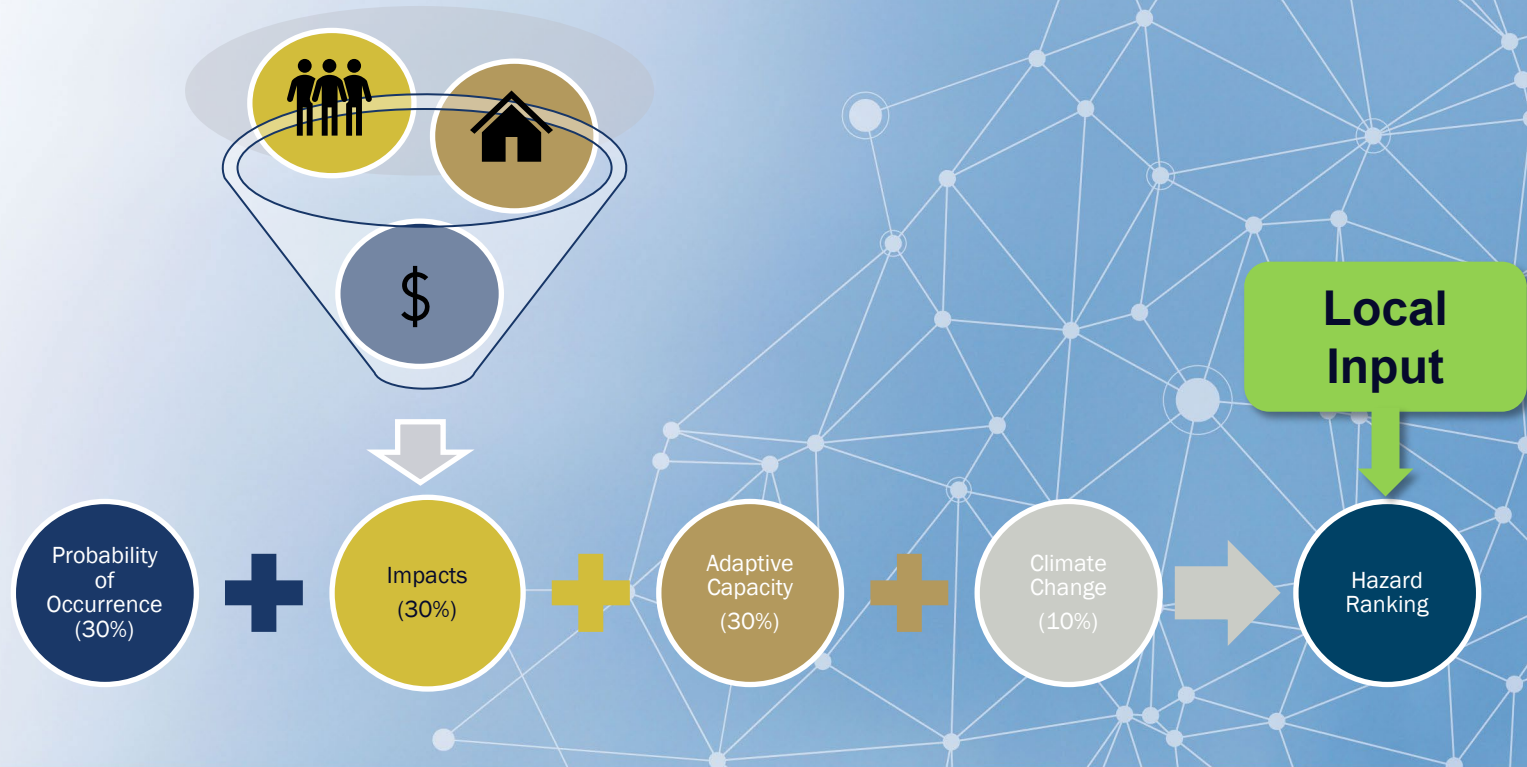 $
Local
Input
Probability
of
Occurrence
(30%)
Impacts
(30%)
Adaptive
Capacity
(30%)
Climate
Change
(10%)
Hazard
Ranking